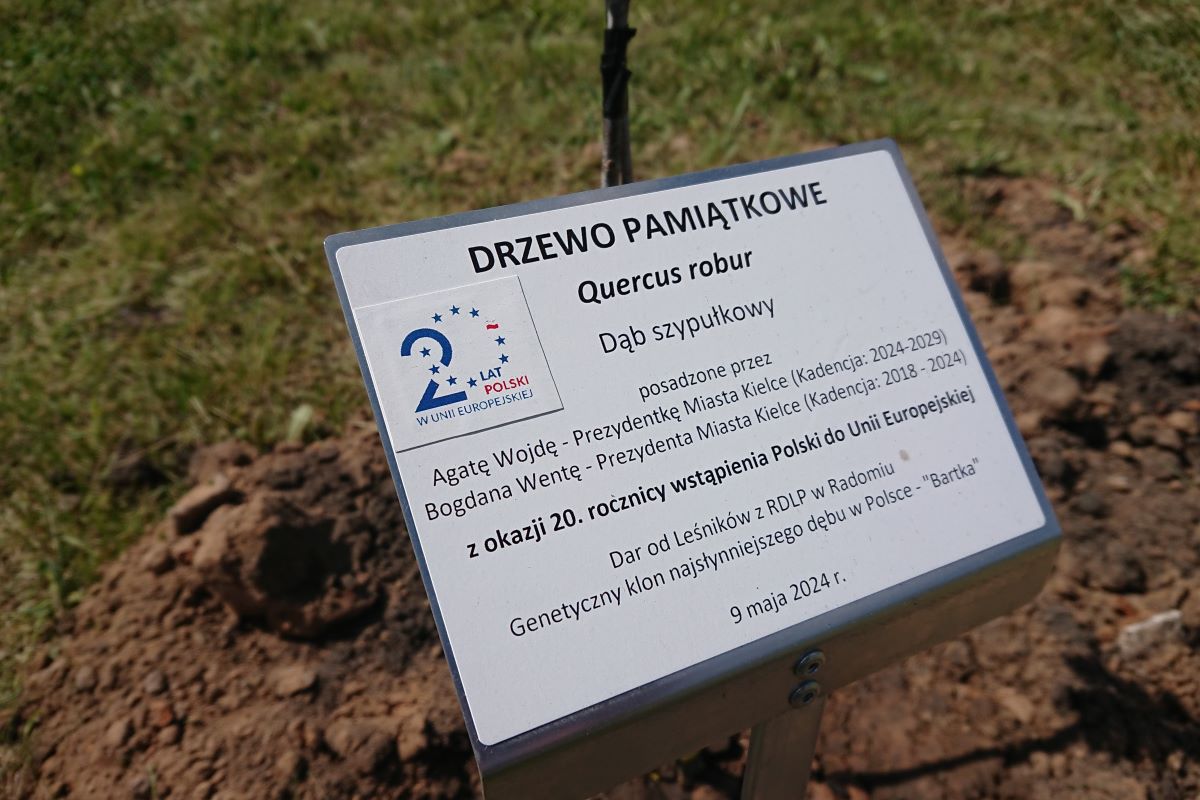 DRZEWO PAMIĄTKOWE
Quercus robur
Dąb szypułkowy
20 LAT
POLSKI
W UNII EUROPEJSKIEJ
posadzone przez
Agatę Wojdę - Prezydentkę Miasta Kielce (Kadencja: 2024-2029)
Bogdana Wentę - Prezydenta Miasta Kielce (Kadencja: 2018 - 2024)
z okazji 20. rocznicy wstąpienia Polski do Unii Europejskiej
Dar od Leśników z RDLP w Radomiu
Genetyczny klon najsłynniejszego dębu w Polsce - "Bartka"
9 maja 2024 r.